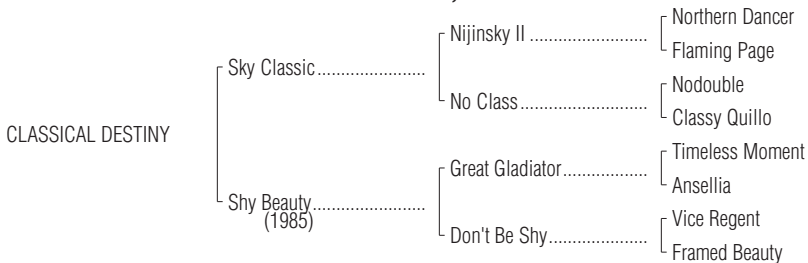 Northern Dancer
Nijinsky II ..........................
Flaming Page
Sky Classic.......................
Nodouble
No Class...........................
Classy Quillo
CLASSICAL DESTINY
Timeless Moment
Great Gladiator..................
Ansellia
Shy Beauty........................
(1985)
Vice Regent
Don't Be Shy.....................
Framed Beauty